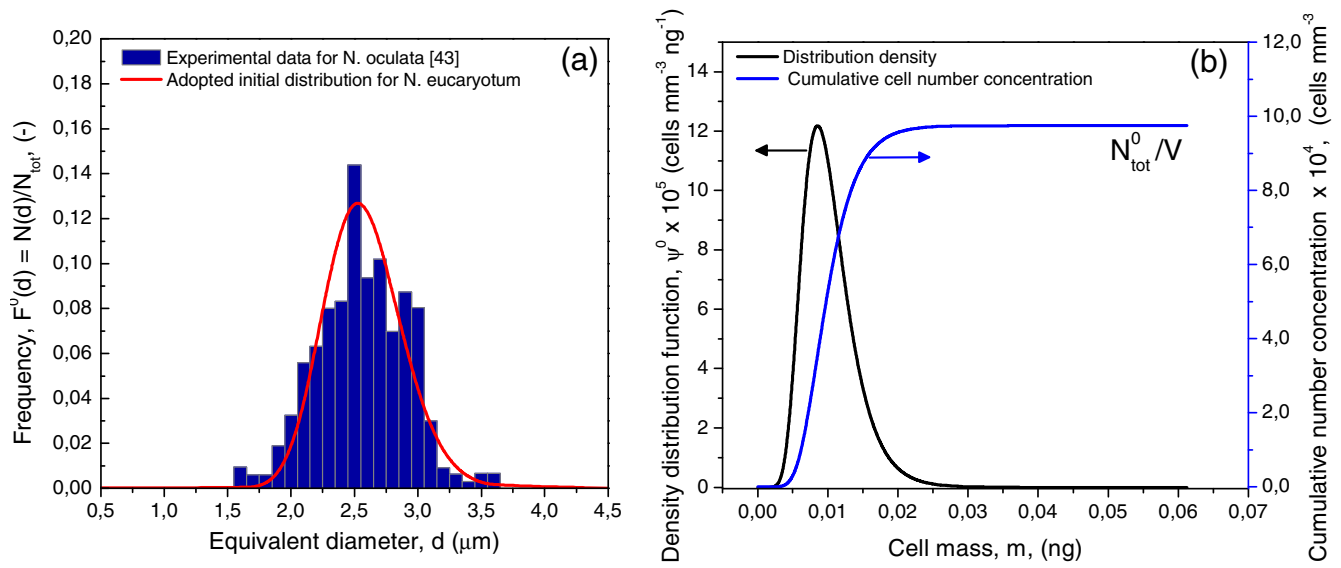 (a)
Experimental data for N. oculata [43]
Adopted initial distribution for N. eucaryotum
Frequency, F⁰(d) = N(d)/N_tot, (-)
0,20
0,18
0,16
0,14
0,12
0,10
0,08
0,06
0,04
0,02
0,00
0,5 1,0 1,5 2,0 2,5 3,0 3,5 4,0 4,5
Equivalent diameter, d (μm)
(b)
Distribution density
Cumulative cell number concentration
N⁰_tot/V
Density distribution function, ψ⁰ x 10⁵ (cells mm⁻³ ng⁻¹)
14
12
10
8
6
4
2
0
0,00 0,01 0,02 0,03 0,04 0,05 0,06 0,07
Cell mass, m, (ng)
12,0
10,0
8,0
6,0
4,0
2,0
0,0
Cumulative number concentration x 10⁴, (cells mm⁻³